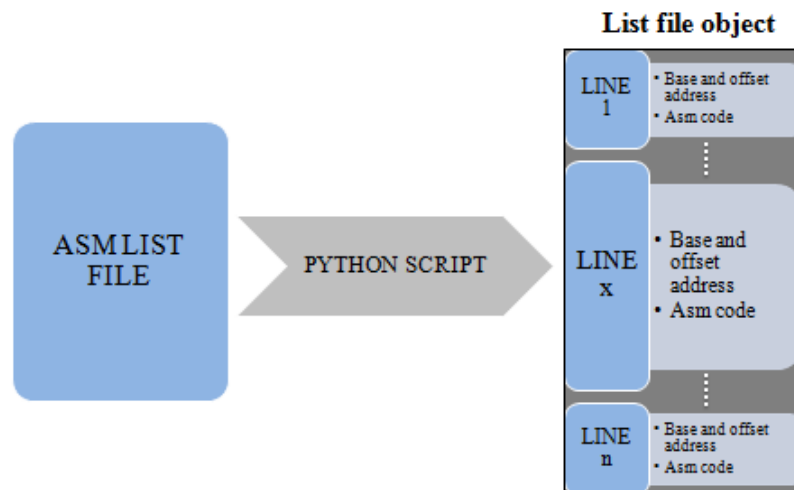 List file object
ASM LIST
FILE
PYTHON SCRIPT
LINE
1
• Base and offset
address
• Asm code
LINE
x
• Base and
offset
address
• Asm code
LINE
n
• Base and offset
address
• Asm code